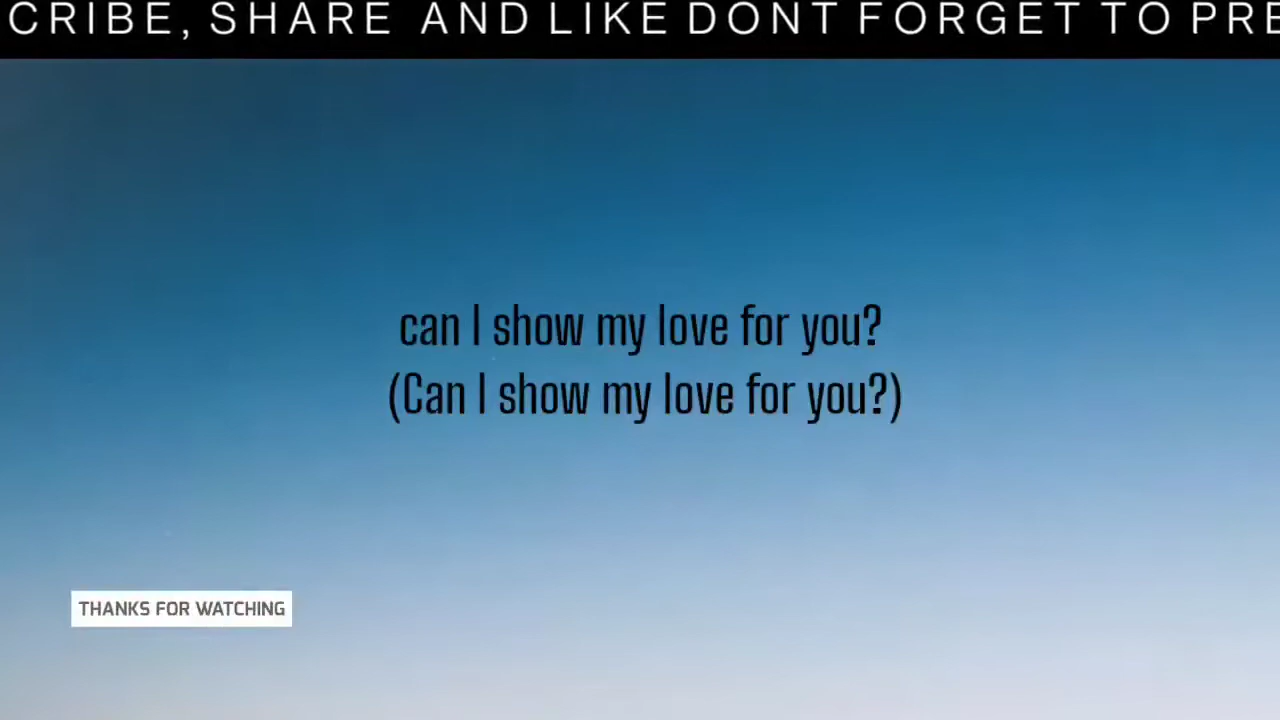 CRIBE, SHARE AND LIKE DONT FORGET TO PRE
can I show my love for you?
(Can I show my love for you?)
THANKS FOR WATCHING